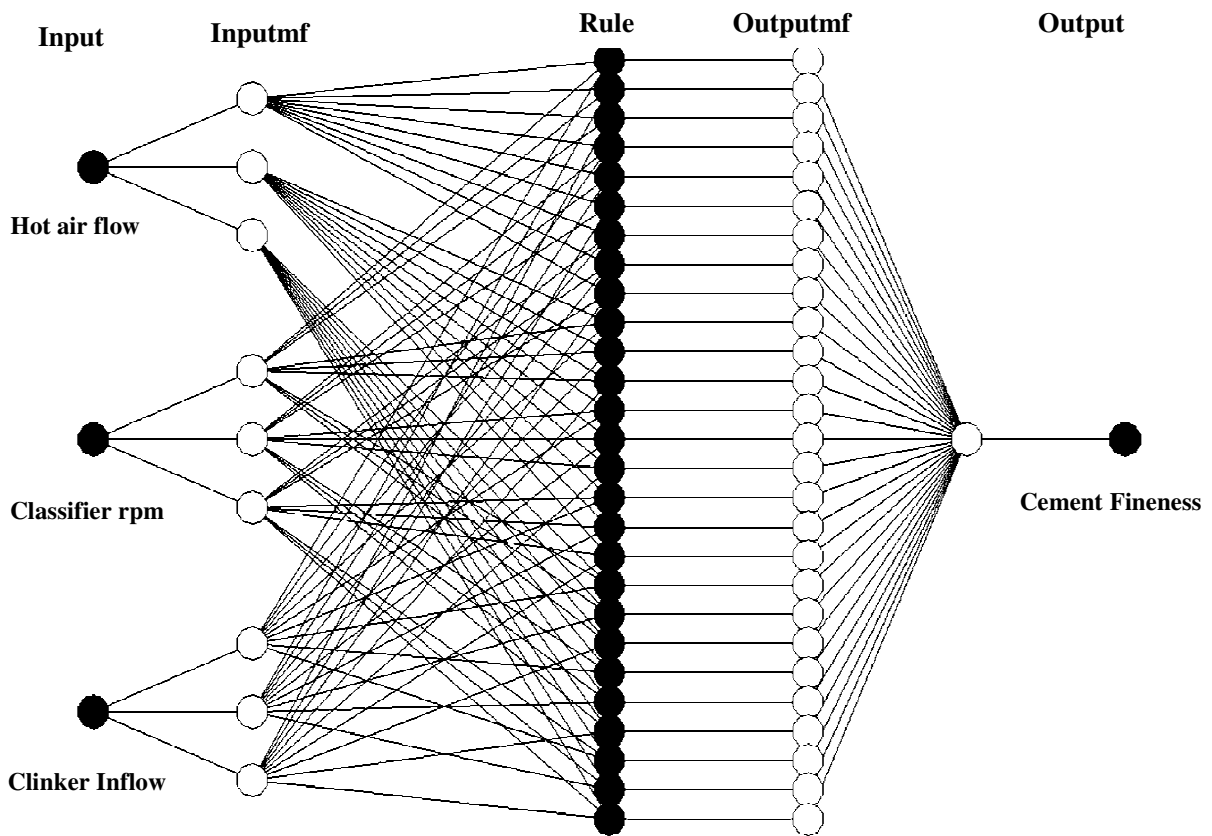 Input
Inputmf
Rule
Outputmf
Output
Hot air flow
Classifier rpm
Cement Fineness
Clinker Inflow